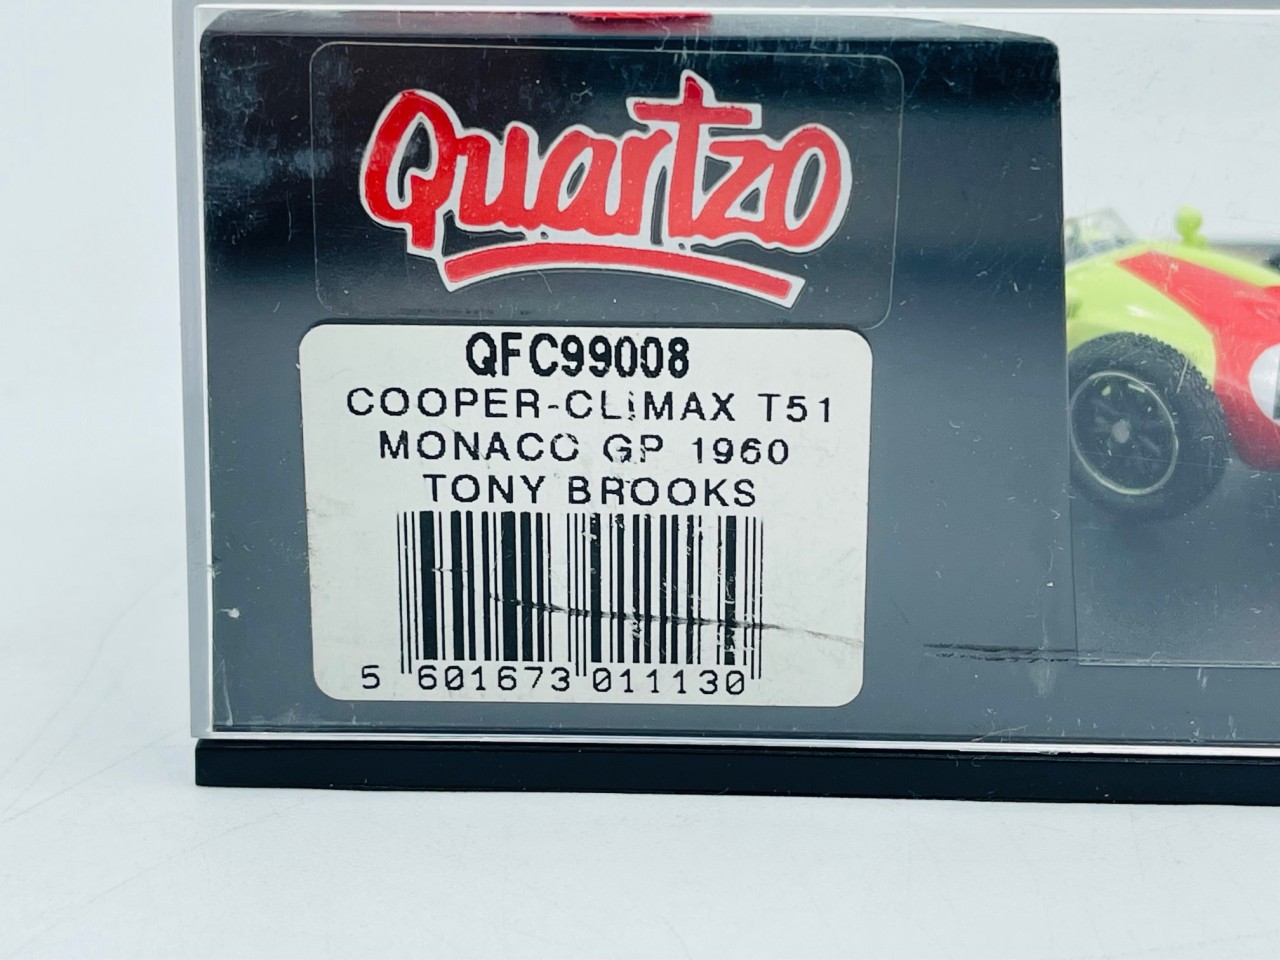 Quartzo
QFC99008
COOPER-CLIMAX T51
MONACO GP 1960
TONY BROOKS
5 601673 011130